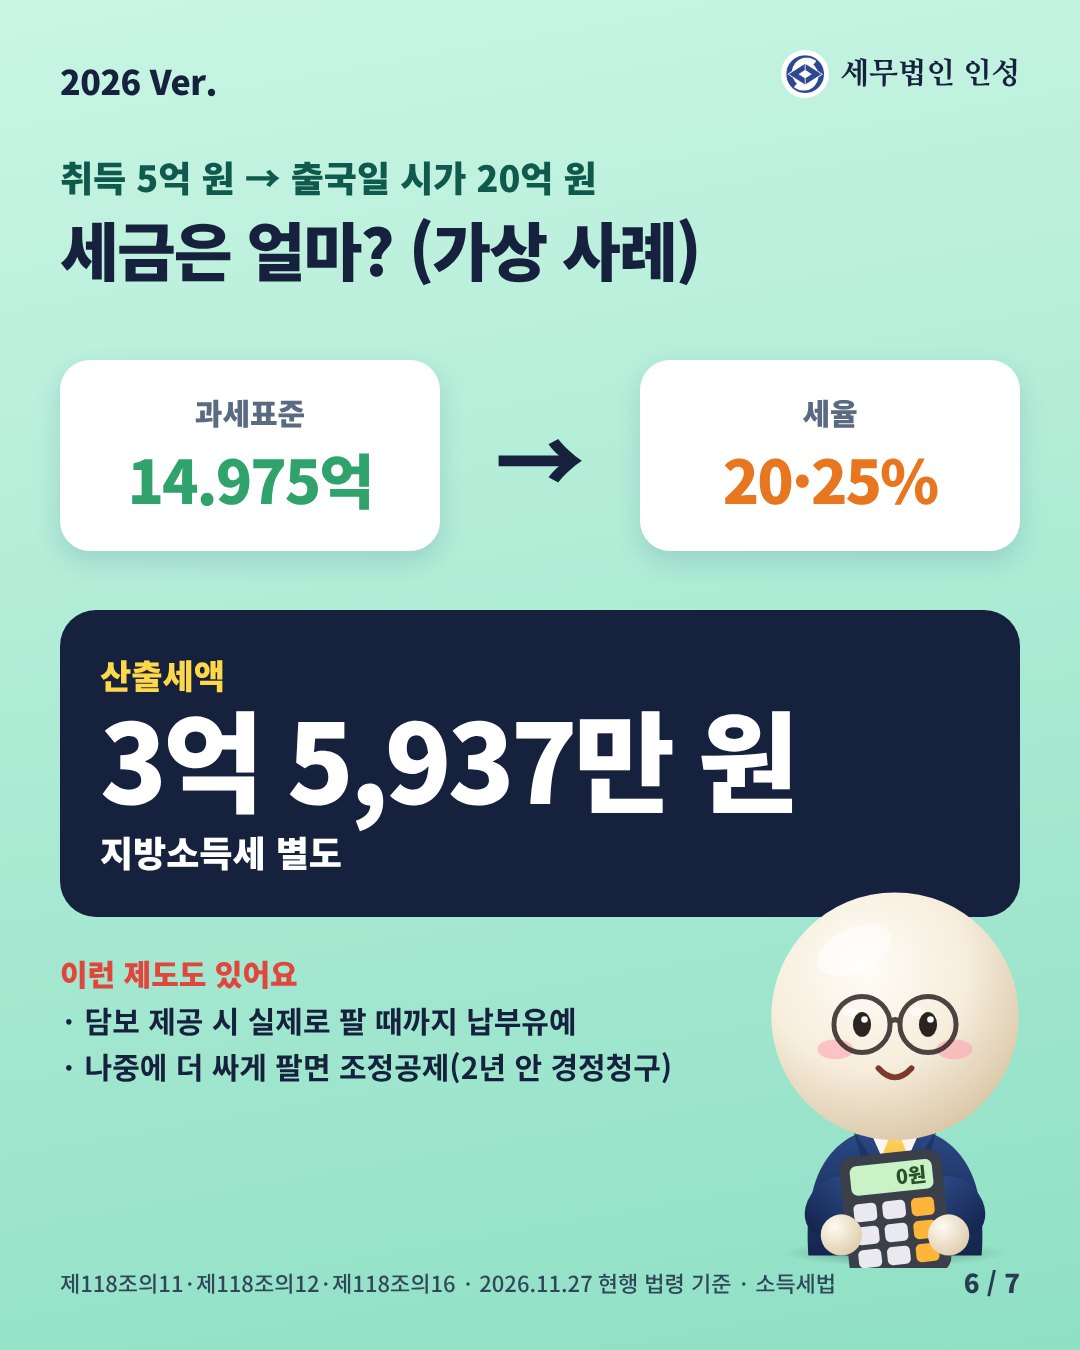 2026 Ver.
세무법인 인성
취득 5억 원 → 출국일 시가 20억 원
세금은 얼마? (가상 사례)
과세표준
14.975억
→
세율
20·25%
산출세액
3억 5,937만 원
지방소득세 별도
이런 제도도 있어요
· 담보 제공 시 실제로 팔 때까지 납부유예
· 나중에 더 싸게 팔면 조정공제(2년 안 경정청구)
0원
제118조의11·제118조의12·제118조의16 · 2026.11.27 현행 법령 기준 · 소득세법
6 / 7